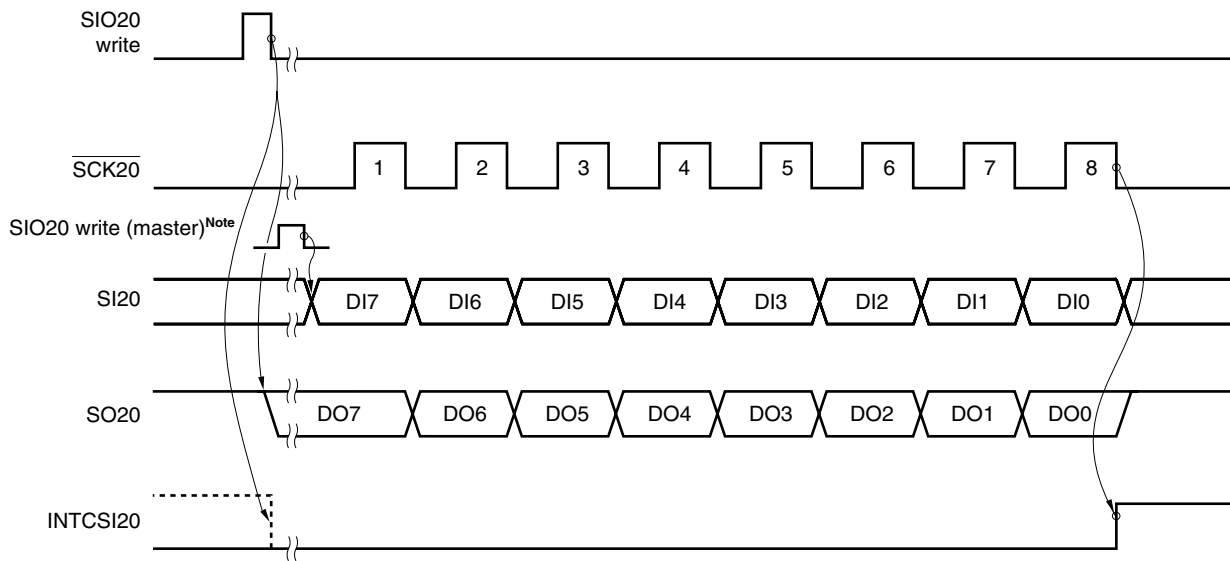 SIO20
write
SCK20
1 2 3 4 5 6 7 8
SIO20 write (master)Note
SI20
DI7 DI6 DI5 DI4 DI3 DI2 DI1 DI0
SO20
DO7 DO6 DO5 DO4 DO3 DO2 DO1 DO0
INTCSI20